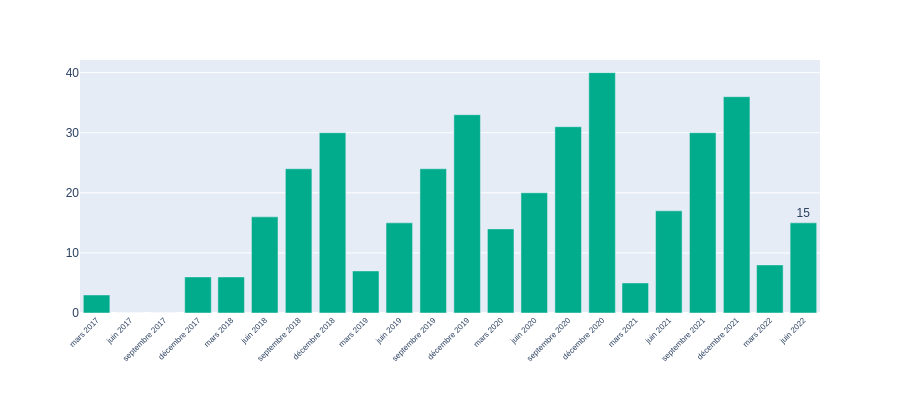 40
30
20
10
0
15
mars 2017
juin 2017
septembre 2017
décembre 2017
mars 2018
juin 2018
septembre 2018
décembre 2018
mars 2019
juin 2019
septembre 2019
décembre 2019
mars 2020
juin 2020
septembre 2020
décembre 2020
mars 2021
juin 2021
septembre 2021
décembre 2021
mars 2022
juin 2022